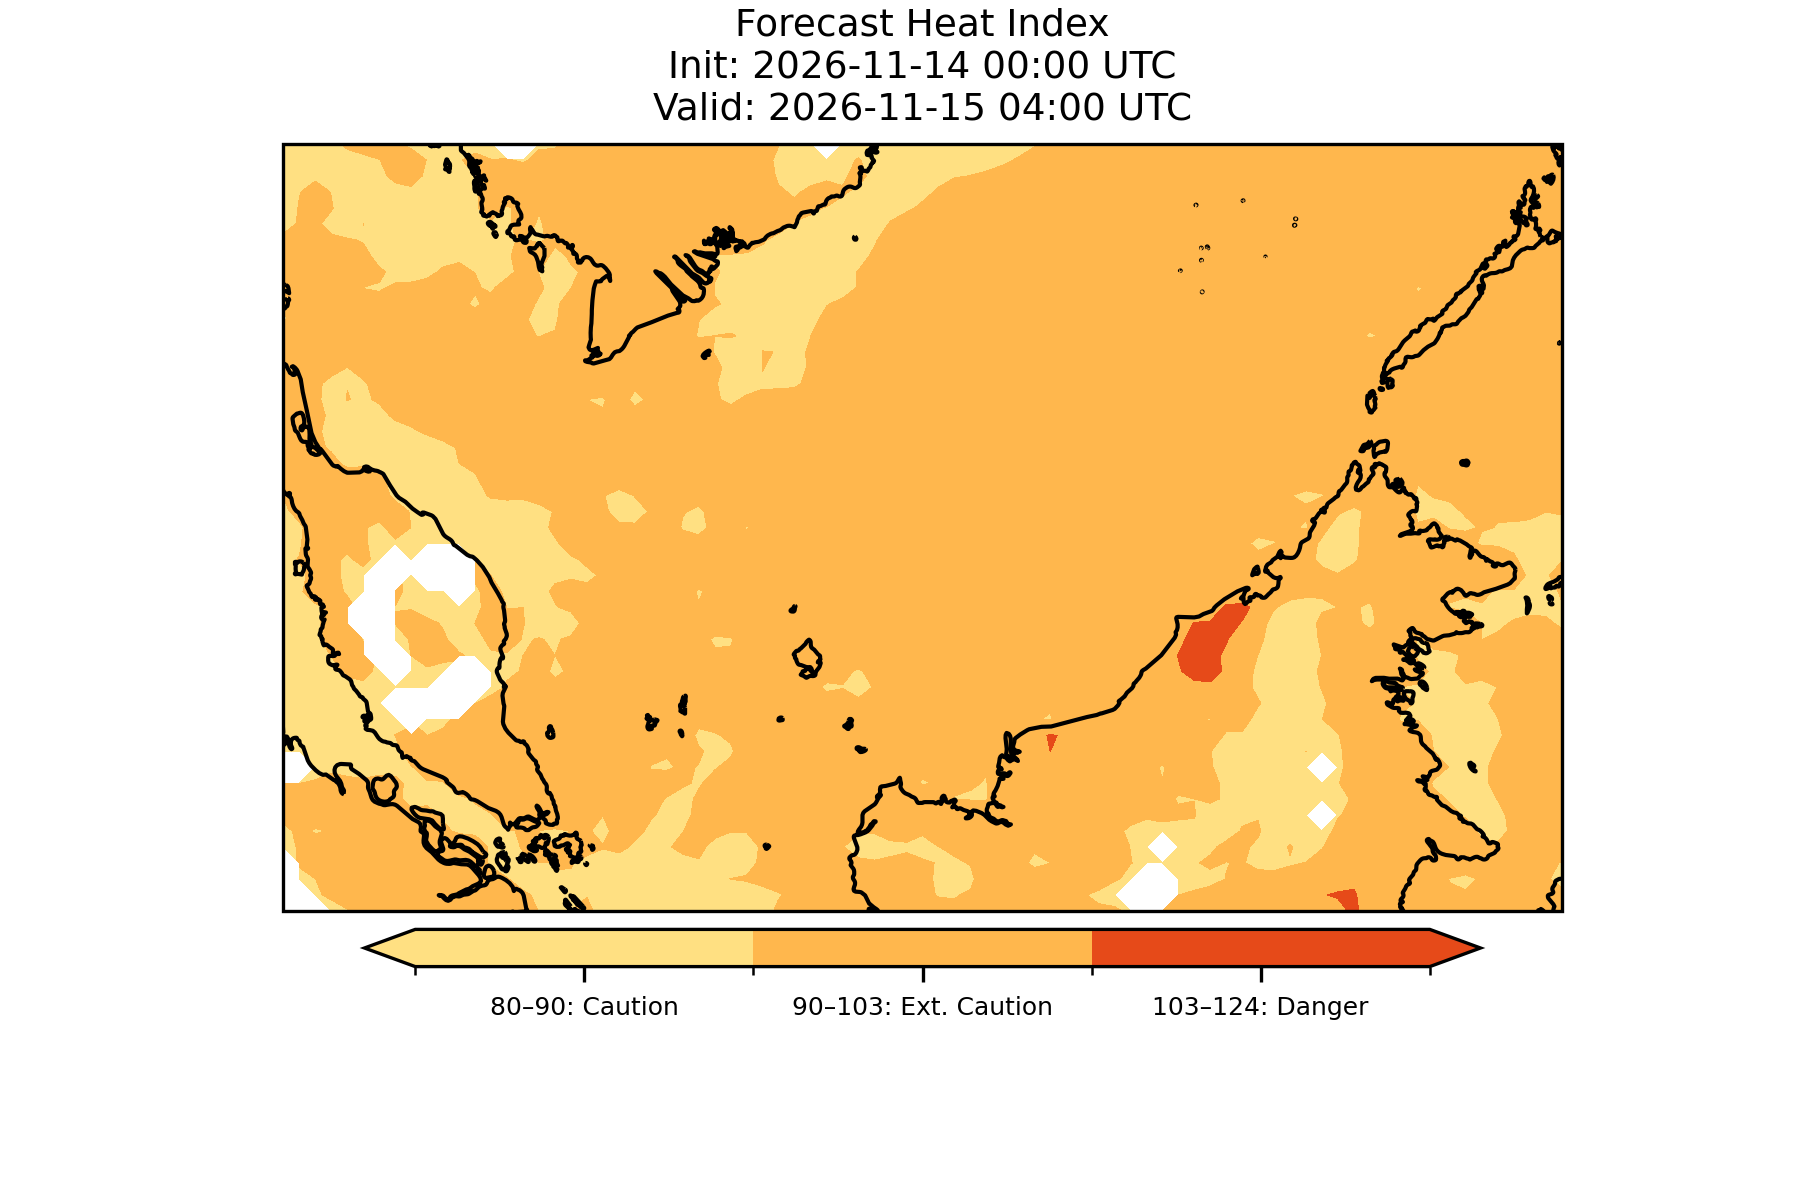 Forecast Heat Index
Init: 2026-11-14 00:00 UTC
Valid: 2026-11-15 04:00 UTC
80–90: Caution
90–103: Ext. Caution
103–124: Danger